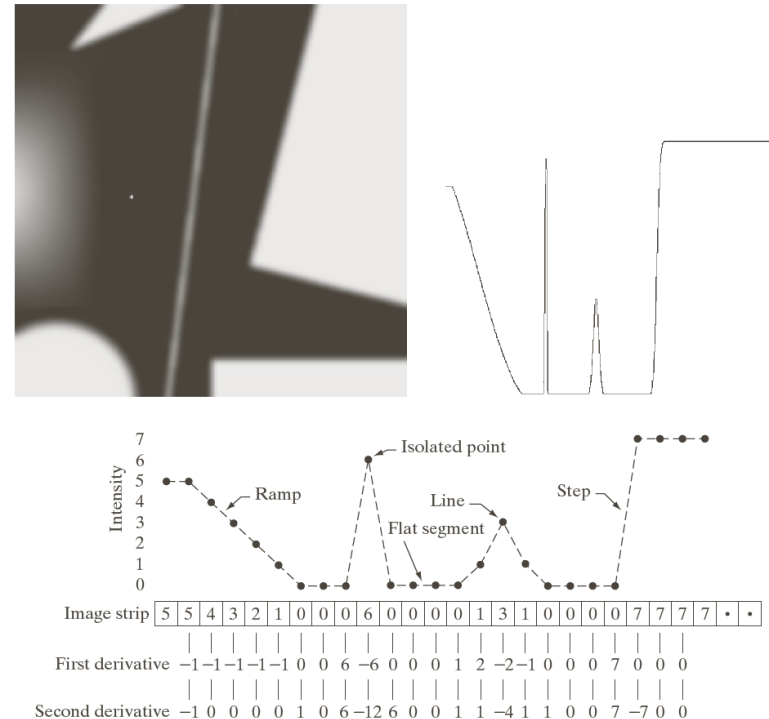 7
6 Isolated point
5
Intensity 4 Ramp Line Step
3
2 Flat segment
1
0
Image strip 5 5 4 3 2 1 0 0 0 6 0 0 0 0 1 3 1 0 0 0 0 7 7 7 7 • •
First derivative −1 −1 −1 −1 −1 0 0 6 −6 0 0 0 1 2 −2 −1 0 0 0 7 0 0 0
Second derivative −1 0 0 0 0 1 0 6 −12 6 0 0 1 1 −4 1 1 0 0 7 −7 0 0